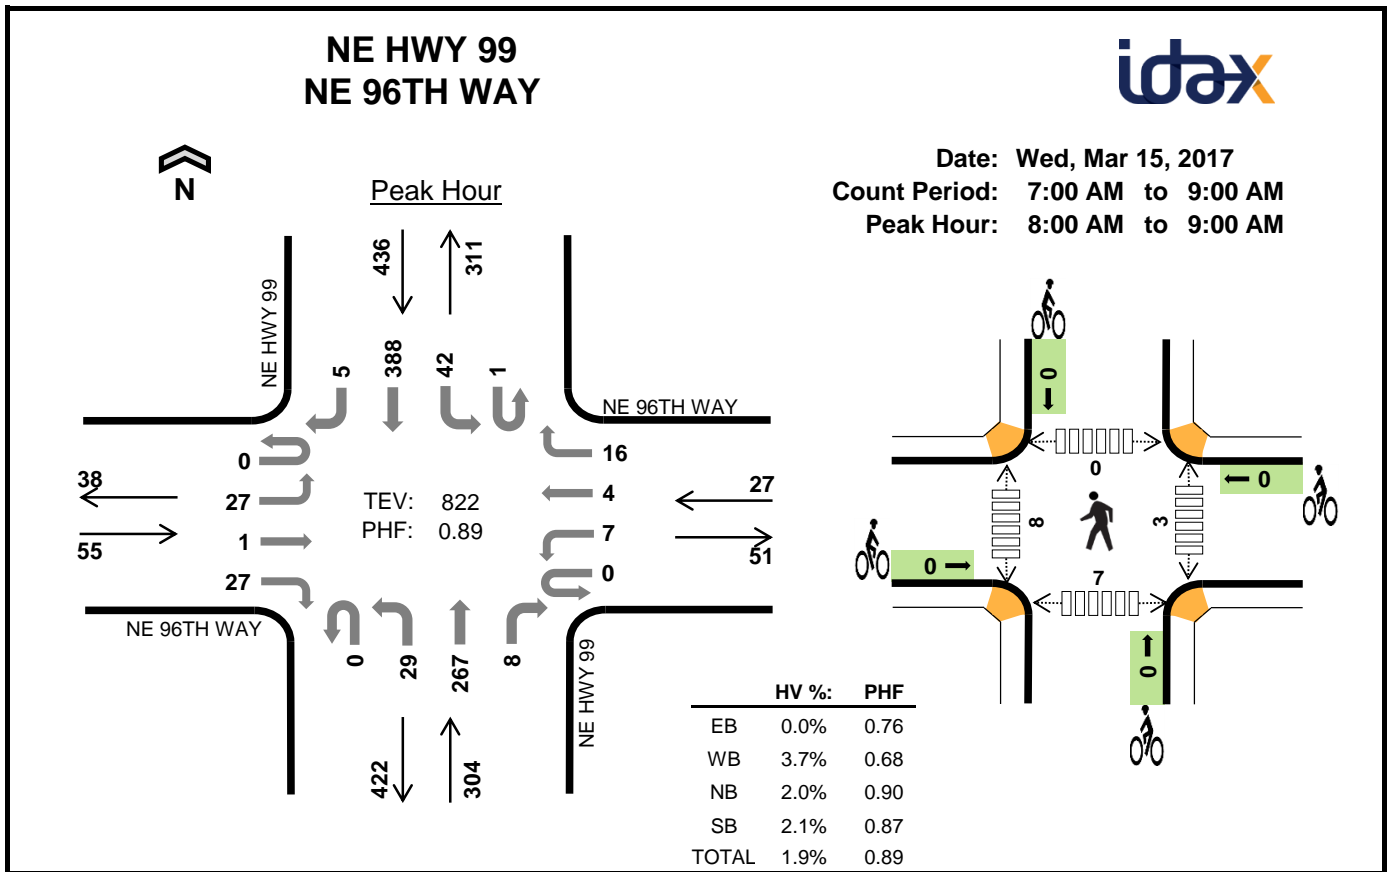 NE HWY 99
NE 96TH WAY
idax
N
Peak Hour
Date: Wed, Mar 15, 2017
Count Period: 7:00 AM to 9:00 AM
Peak Hour: 8:00 AM to 9:00 AM
436
311
NE HWY 99
5
388
42
1
NE 96TH WAY
0
27
1
27
38
55
TEV: 822
PHF: 0.89
16
4
7
0
27
51
NE 96TH WAY
0
29
267
8
NE HWY 99
422
304
0
0
0
8
3
0
7
0
HV %: PHF
EB 0.0% 0.76
WB 3.7% 0.68
NB 2.0% 0.90
SB 2.1% 0.87
TOTAL 1.9% 0.89